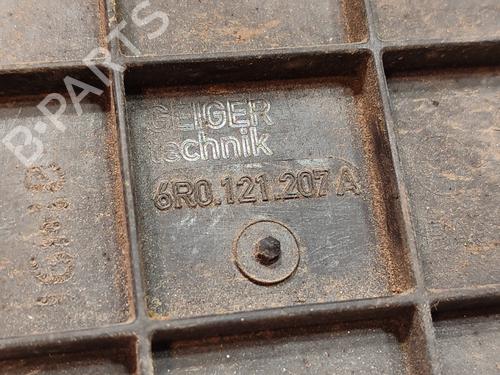 B-PARTS
GEIGER
technik
6R0.121.207 A